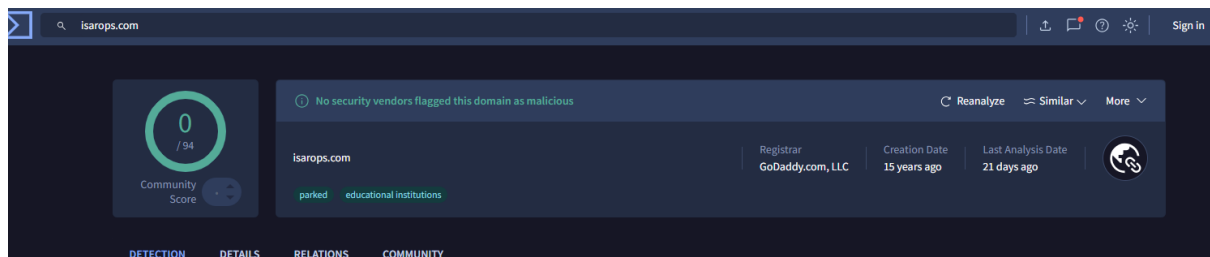 isarops.com
Sign in
0
/ 94
Community
Score
No security vendors flagged this domain as malicious
Reanalyze
Similar
More
isarops.com
Registrar
GoDaddy.com, LLC
Creation Date
15 years ago
Last Analysis Date
21 days ago
parked
educational institutions
DETECTION DETAILS RELATIONS COMMUNITY